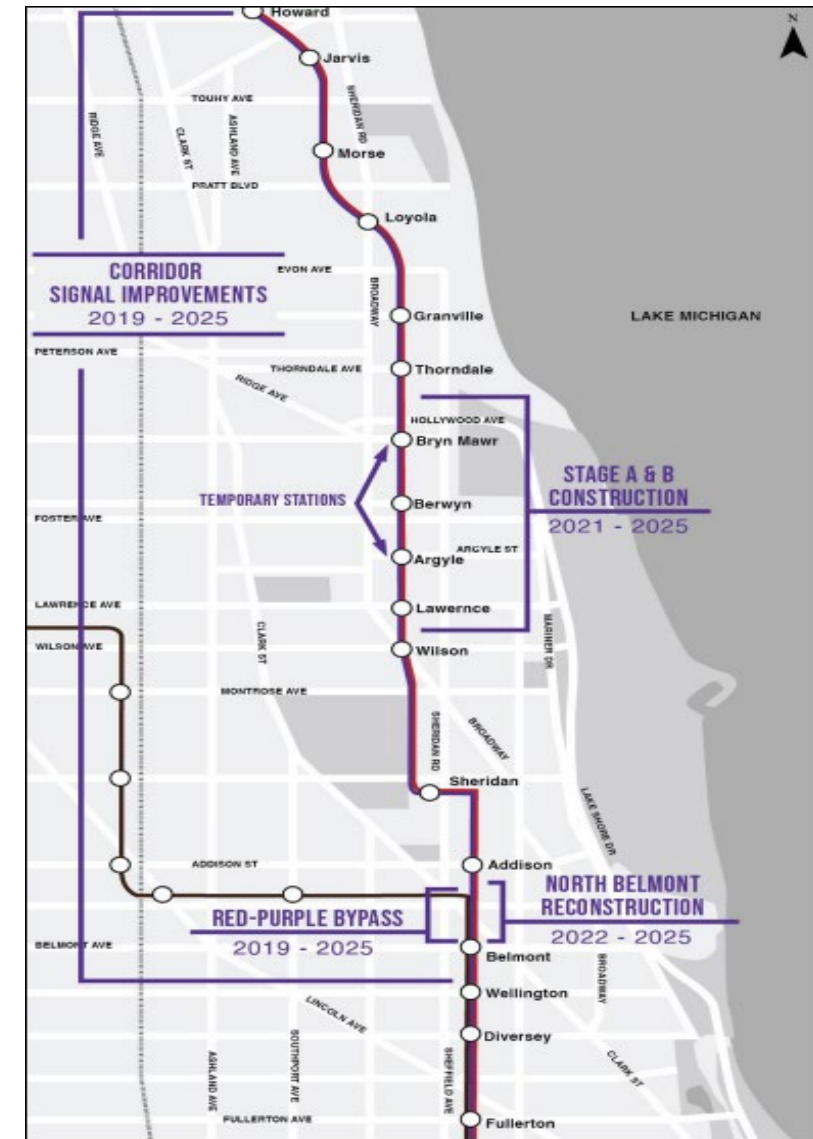 N
Howard
Jarvis
TOUHY AVE
RIDGE AVE
CLARK ST
ASHLAND AVE
SHERIDAN RD
Morse
PRATT BLVD
Loyola
CORRIDOR
SIGNAL IMPROVEMENTS
2019 - 2025
EVON AVE
BROADWAY
Granville
LAKE MICHIGAN
PETERSON AVE
THORNDALE AVE
Thorndale
RIDGE AVE
HOLLYWOOD AVE
Bryn Mawr
TEMPORARY STATIONS
STAGE A & B
CONSTRUCTION
2021 - 2025
Berwyn
FOSTER AVE
ARGYLE ST
Argyle
LAWRENCE AVE
Lawernce
CLARK ST
MARINER DR
WILSON AVE
Wilson
MONTROSE AVE
SHERIDAN RD
BROADWAY
Sheridan
LAKE SHORE DR
ADDISON ST
Addison
NORTH BELMONT
RECONSTRUCTION
2022 - 2025
RED-PURPLE BYPASS
2019 - 2025
BELMONT AVE
Belmont
BROADWAY
Wellington
LINCOLN AVE
Diversey
ASHLAND AVE
SOUTHPORT AVE
SHEFFIELD AVE
CLARK ST
FULLERTON AVE
Fullerton